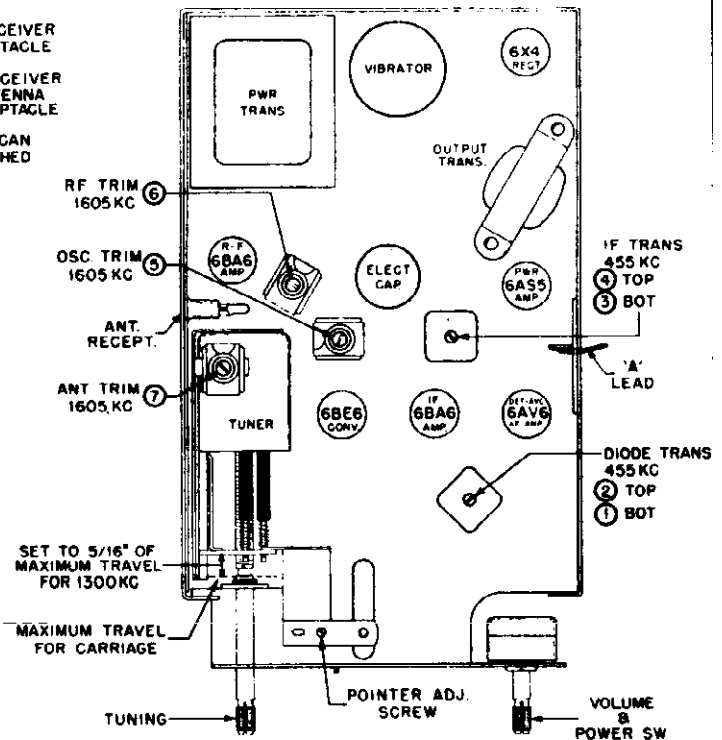 CEIVER
TACLE
CEIVER
ENNA
PTACLE
CAN
HED
PWR
TRANS
VIBRATOR
6X4
RECT.
OUTPUT
TRANS.
RF TRIM 6
1605 KC
OSC. TRIM 5
1605 KC
R-F
6BA6
AMP
ELECT
CAP.
PWR
6AS5
AMP
IF TRANS
455 KC
4 TOP
3 BOT
ANT.
RECEPT.
'A'
LEAD
ANT TRIM 7
1605 KC
TUNER
6BE6
CONV.
IF
6BA6
AMP
DET-AVC
6AV6
AF AMP
DIODE TRANS
455 KC
2 TOP
1 BOT
SET TO 5/16" OF
MAXIMUM TRAVEL
FOR 1300 KC
MAXIMUM TRAVEL
FOR CARRIAGE
POINTER ADJ.
SCREW
TUNING
VOLUME
&
POWER SW